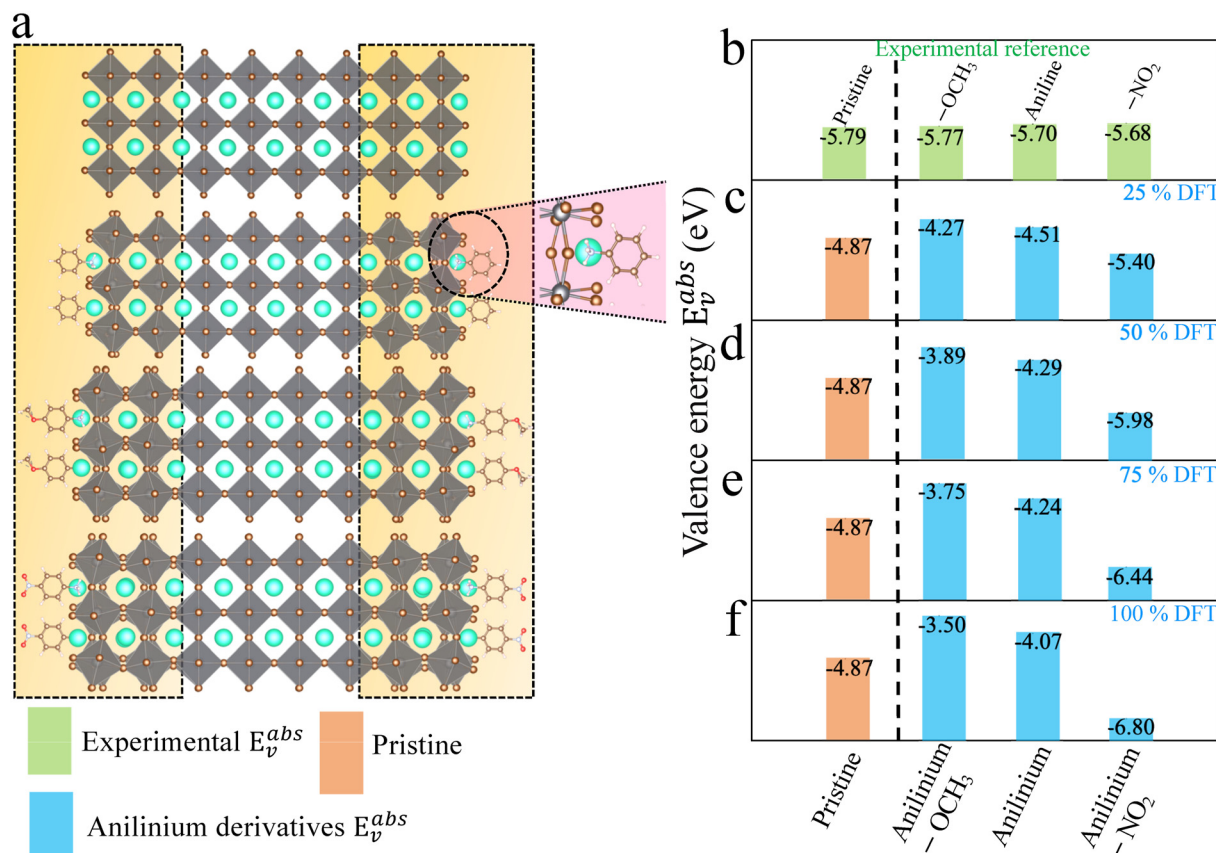 a
Experimental E_v^abs
Pristine
Anilinium derivatives E_v^abs
Valence energy E_v^abs (eV)
b
Experimental reference
Pristine
–OCH₃
Aniline
–NO₂
-5.79
-5.77
-5.70
-5.68
c
25 % DFT
-4.87
-4.27
-4.51
-5.40
d
50 % DFT
-4.87
-3.89
-4.29
-5.98
e
75 % DFT
-4.87
-3.75
-4.24
-6.44
f
100 % DFT
-4.87
-3.50
-4.07
-6.80
Pristine
Anilinium
– OCH₃
Anilinium
Anilinium
– NO₂